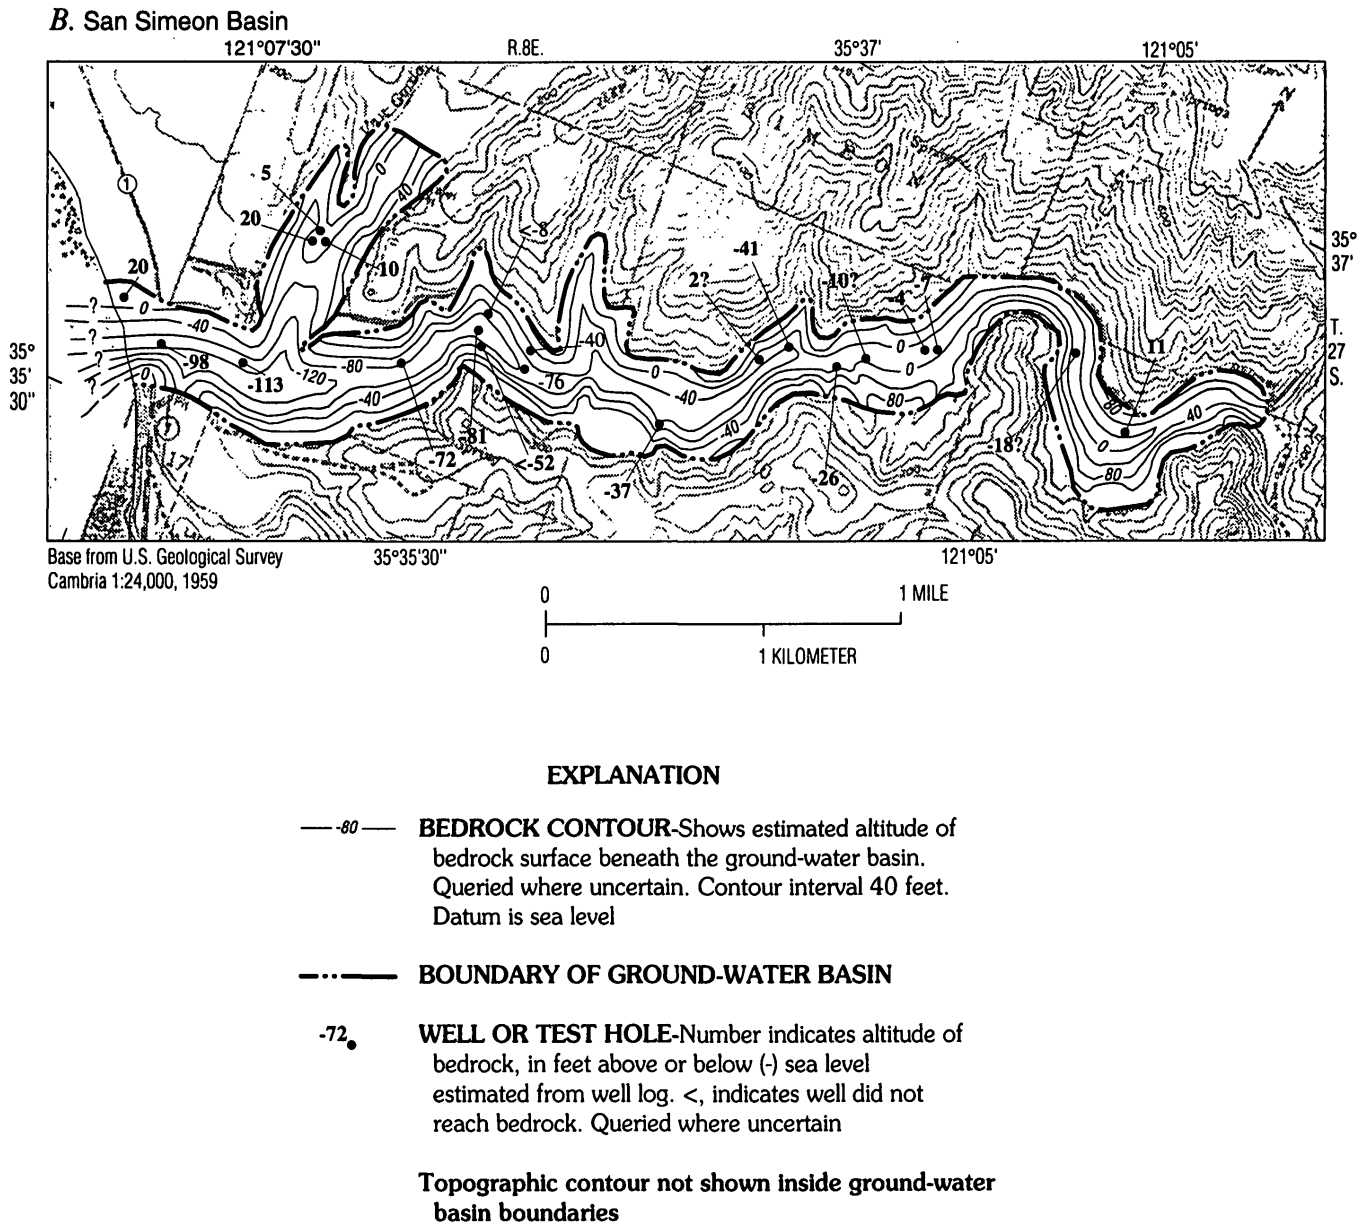 B. San Simeon Basin
121°07'30" R.8E. 35°37' 121°05'
35°
37'
T.
27
S.
35°
35'
30"
1
5
0
40
20
-10
<-8
-41
2?
-10?
-4
20
0
-40
?
?
?
-98
-113
-120
-80
-40
-40
-76
0
-40
-40
0
0
80
11
80
0
40
80
0
-81
-72
<-52
-37
-26
-18?
17
Base from U.S. Geological Survey
Cambria 1:24,000, 1959
35°35'30" 121°05'
0 1 MILE
0 1 KILOMETER
EXPLANATION
-80 BEDROCK CONTOUR-Shows estimated altitude of
bedrock surface beneath the ground-water basin.
Queried where uncertain. Contour interval 40 feet.
Datum is sea level
BOUNDARY OF GROUND-WATER BASIN
-72 WELL OR TEST HOLE-Number indicates altitude of
bedrock, in feet above or below (-) sea level
estimated from well log. <, indicates well did not
reach bedrock. Queried where uncertain
Topographic contour not shown inside ground-water
basin boundaries